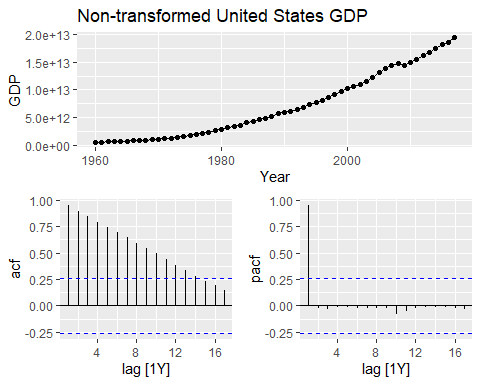 Non-transformed United States GDP
GDP
2.0e+13
1.5e+13
1.0e+13
5.0e+12
0.0e+00
1960
1980
2000
Year
acf
1.00
0.75
0.50
0.25
0.00
-0.25
4
8
12
16
lag [1Y]
pacf
1.00
0.75
0.50
0.25
0.00
-0.25
4
8
12
16
lag [1Y]